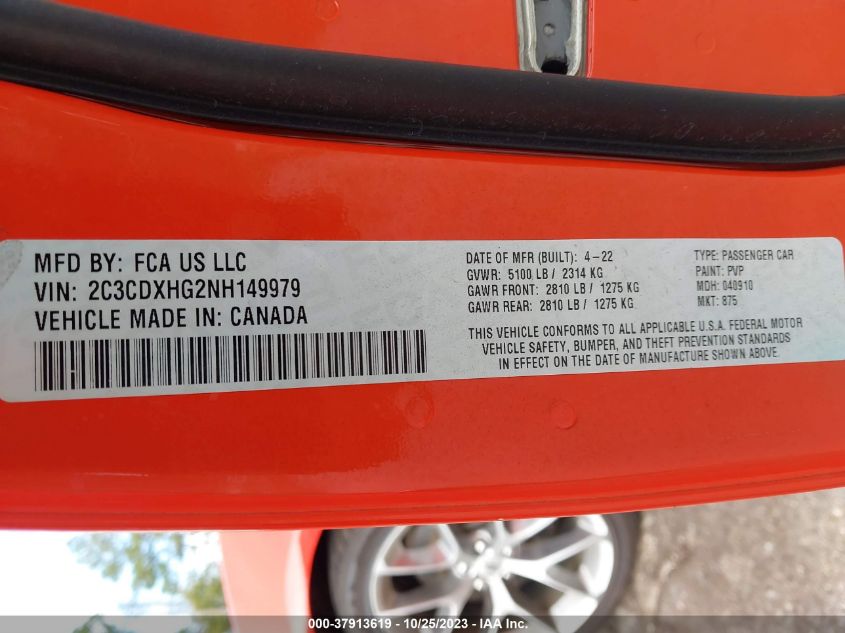 MFD BY: FCA US LLC
VIN: 2C3CDXHG2NH149979
VEHICLE MADE IN: CANADA
DATE OF MFR (BUILT): 4-22
GVWR: 5100 LB / 2314 KG
GAWR FRONT: 2810 LB / 1275 KG
GAWR REAR: 2810 LB / 1275 KG
TYPE: PASSENGER CAR
PAINT: PVP
MDH: 040910
MKT: 875
THIS VEHICLE CONFORMS TO ALL APPLICABLE U.S.A. FEDERAL MOTOR
VEHICLE SAFETY, BUMPER, AND THEFT PREVENTION STANDARDS
IN EFFECT ON THE DATE OF MANUFACTURE SHOWN ABOVE.
000-37913619 - 10/25/2023 - IAA Inc.